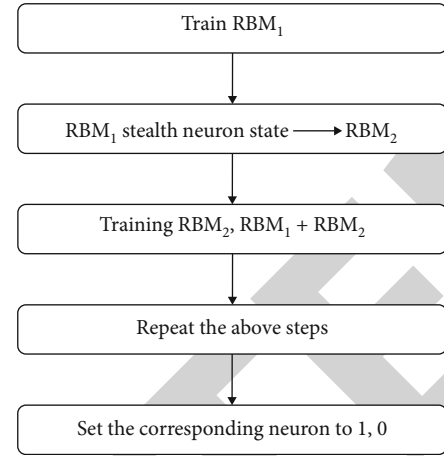 Train RBM₁
RBM₁ stealth neuron state ⟶ RBM₂
Training RBM₂, RBM₁ + RBM₂
Repeat the above steps
Set the corresponding neuron to 1, 0